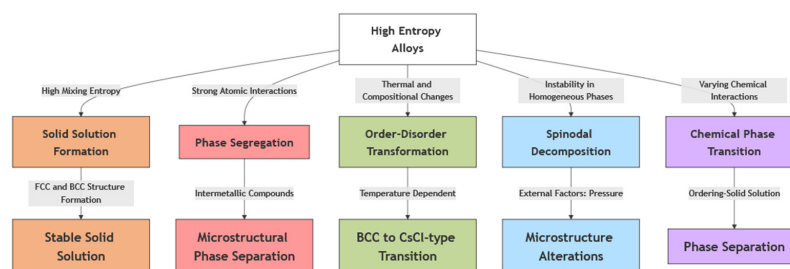 High Entropy
Alloys
High Mixing Entropy
Strong Atomic Interactions
Thermal and
Compositional Changes
Instability in
Homogeneous Phases
Varying Chemical
Interactions
Solid Solution
Formation
Phase Segregation
Order-Disorder
Transformation
Spinodal
Decomposition
Chemical Phase
Transition
FCC and BCC Structure
Formation
Intermetallic Compounds
Temperature Dependent
External Factors: Pressure
Ordering-Solid Solution
Stable Solid
Solution
Microstructural
Phase Separation
BCC to CsCl-type
Transition
Microstructure
Alterations
Phase Separation